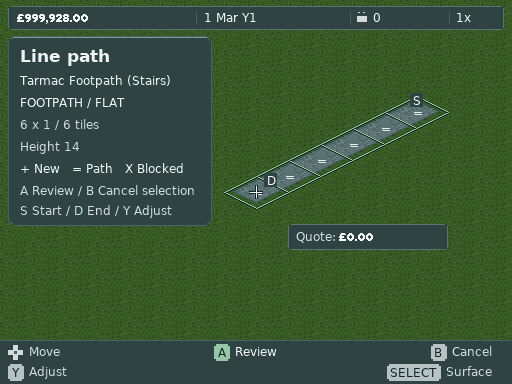 £999,928.00 1 Mar Y1 0 1x
Line path
Tarmac Footpath (Stairs)
FOOTPATH / FLAT
6 x 1 / 6 tiles
Height 14
+ New = Path X Blocked
A Review / B Cancel selection
S Start / D End / Y Adjust
S
=
=
=
=
D
=
Quote: £0.00
Move A Review B Cancel
Y Adjust SELECT Surface